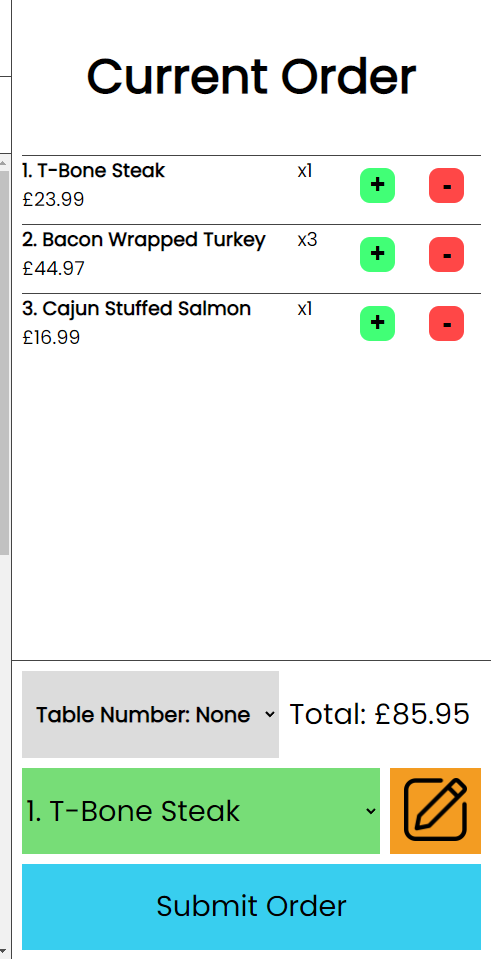 Current Order
1. T-Bone Steak x1 + -
£23.99
2. Bacon Wrapped Turkey x3 + -
£44.97
3. Cajun Stuffed Salmon x1 + -
£16.99
Table Number: None Total: £85.95
1. T-Bone Steak
Submit Order